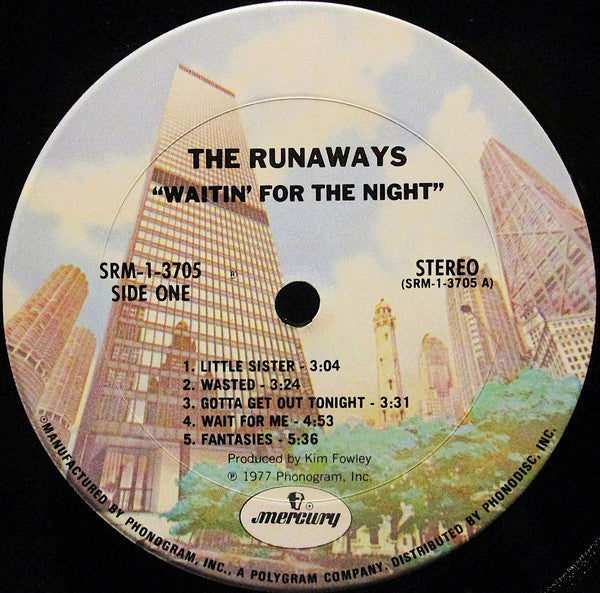 THE RUNAWAYS
“WAITIN’ FOR THE NIGHT”
SRM-1-3705
SIDE ONE
®
STEREO
(SRM-1-3705 A)
1. LITTLE SISTER - 3:04
2. WASTED - 3:24
3. GOTTA GET OUT TONIGHT - 3:31
4. WAIT FOR ME - 4:53
5. FANTASIES - 5:36
Produced by Kim Fowley
℗ 1977 Phonogram, Inc.
mercury
MANUFACTURED BY PHONOGRAM, INC., A POLYGRAM COMPANY, DISTRIBUTED BY PHONODISC, INC.